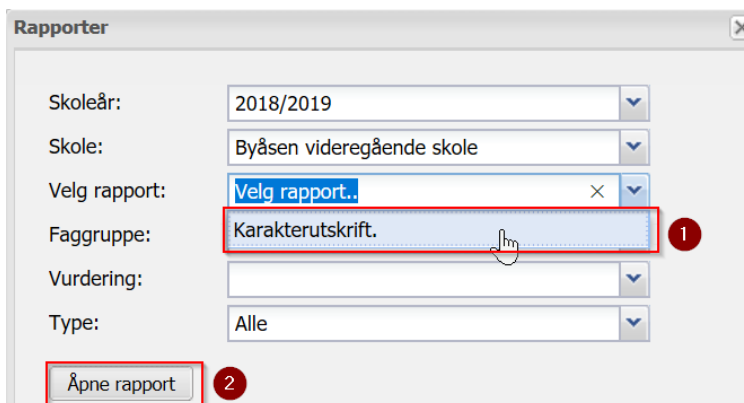 Rapporter
Skoleår: 2018/2019
Skole: Byåsen videregående skole
Velg rapport: Velg rapport..
Faggruppe: Karakterutskrift. 1
Vurdering:
Type: Alle
Åpne rapport 2